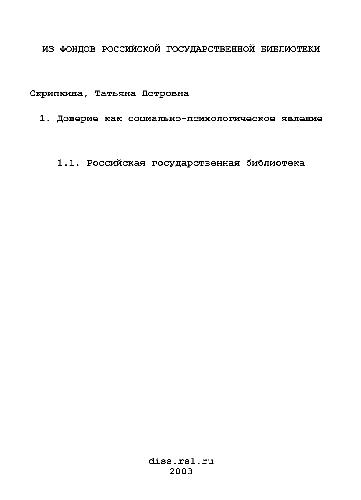 ИЗ ФОНДОВ РОССИЙСКОЙ ГОСУДАРСТВЕННОЙ БИБЛИОТЕКИ
Скрипкина, Татьяна Петровна
1. Доверие как социально-психологическое явление
1.1. Российская государственная библиотека
diss.rsl.ru
2003